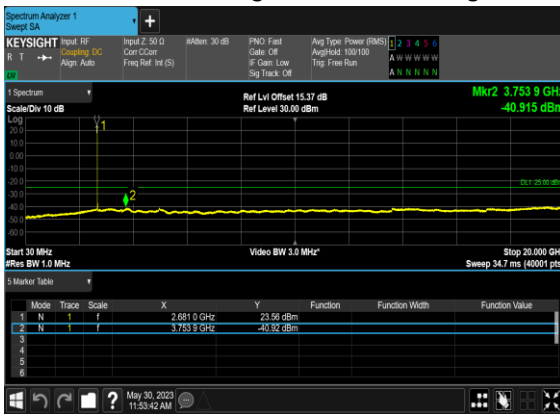 Spectrum Analyzer 1
Swept SA
KEYSIGHT Input: RF Input Z: 50 Ω #Atten: 30 dB PNO: Fast Avg Type: Power (RMS) 1 2 3 4 5 6
R T Coupling: DC Corr CCorr Gate: Off Avg|Hold: 100/100 A W W W W W
Align: Auto Freq Ref: Int (S) IF Gain: Low Trig: Free Run
LV Sig Track: Off A N N N N N
1 Spectrum
Ref Lvl Offset 15.37 dB Mkr2 3.753 9 GHz
Scale/Div 10 dB Ref Level 30.00 dBm -40.915 dBm
Log
20.0
10.0
0.00
-10.0
-20.0
-30.0
-40.0
-50.0
-60.0
1
2
DL1 -25.00 dBm
Start 30 MHz Video BW 3.0 MHz* Stop 20.000 GHz
#Res BW 1.0 MHz Sweep 34.7 ms (40001 pts)
5 Marker Table
Mode Trace Scale X Y Function Function Width Function Value
1 N 1 f 2.681 0 GHz 23.56 dBm
2 N 1 f 3.753 9 GHz -40.92 dBm
3
4
5
6
? May 30, 2023
11:53:42 AM